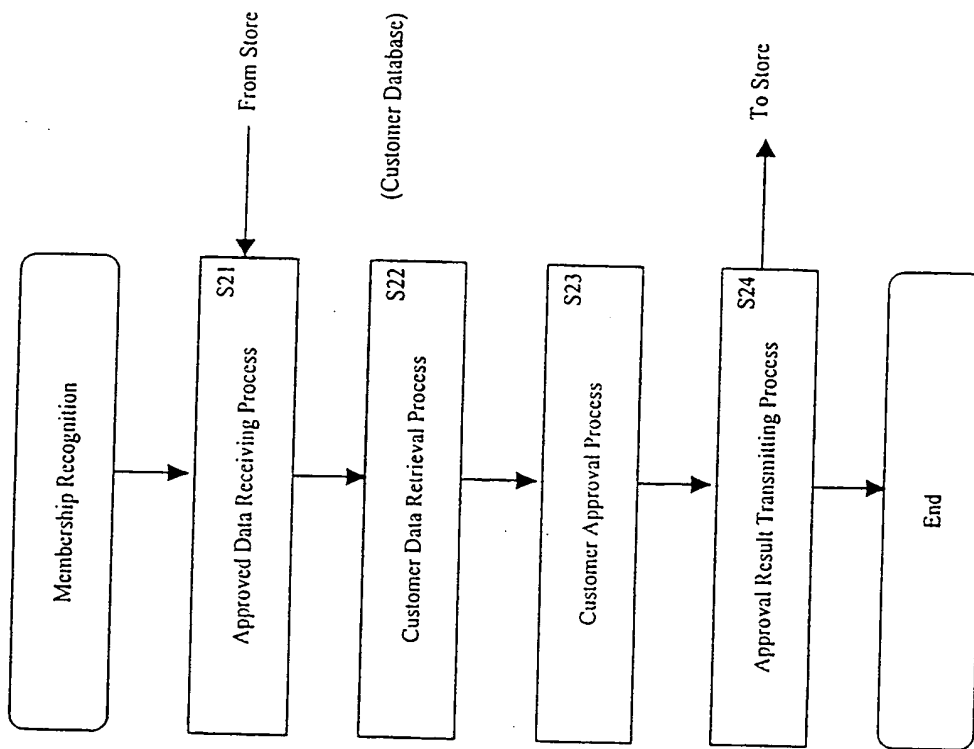 Membership Recognition
S21
Approved Data Receiving Process
From Store
S22
Customer Data Retrieval Process
(Customer Database)
S23
Customer Approval Process
S24
Approval Result Transmitting Process
To Store
End